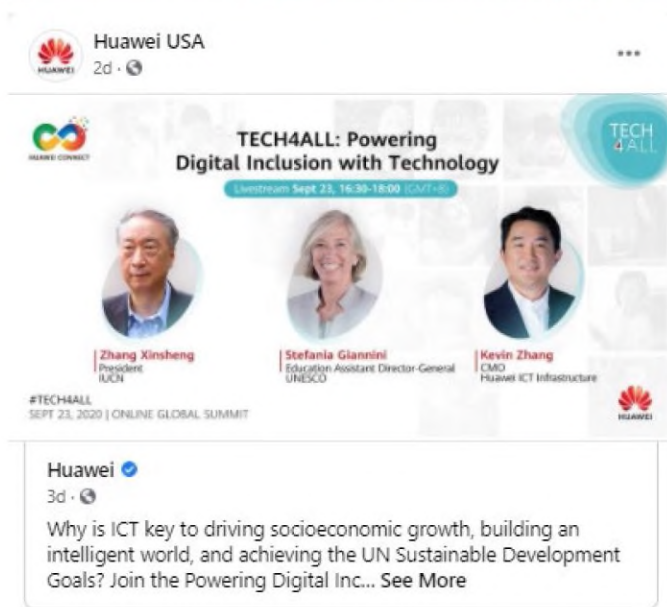 Huawei USA
2d ·
HUAWEI
HUAWEI CONNECT
TECH4ALL: Powering
Digital Inclusion with Technology
TECH
4ALL
Livestream Sept 23, 16:30-18:00 (GMT+8)
Zhang Xinsheng
President
IUCN
Stefania Giannini
Education Assistant Director-General
UNESCO
Kevin Zhang
CMO
Huawei ICT Infrastructure
#TECH4ALL
SEPT 23, 2020 | ONLINE GLOBAL SUMMIT
HUAWEI
Huawei
3d ·
Why is ICT key to driving socioeconomic growth, building an
intelligent world, and achieving the UN Sustainable Development
Goals? Join the Powering Digital Inc... See More